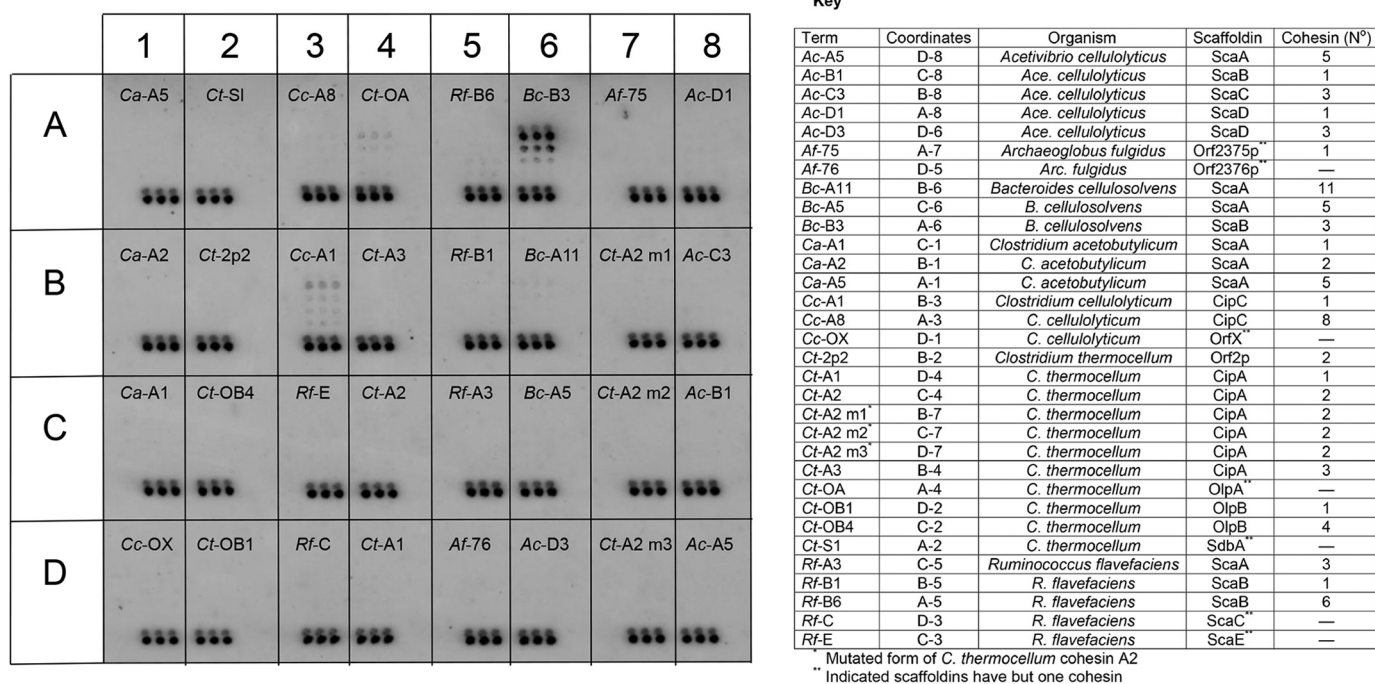 Key
1 2 3 4 5 6 7 8
A
Ca-A5 Ct-SI Cc-A8 Ct-OA Rf-B6 Bc-B3 Af-75 Ac-D1
B
Ca-A2 Ct-2p2 Cc-A1 Ct-A3 Rf-B1 Bc-A11 Ct-A2 m1 Ac-C3
C
Ca-A1 Ct-OB4 Rf-E Ct-A2 Rf-A3 Bc-A5 Ct-A2 m2 Ac-B1
D
Cc-OX Ct-OB1 Rf-C Ct-A1 Af-76 Ac-D3 Ct-A2 m3 Ac-A5
Term Coordinates Organism Scaffoldin Cohesin (Nº)
Ac-A5 D-8 Acetivibrio cellulolyticus ScaA 5
Ac-B1 C-8 Ace. cellulolyticus ScaB 1
Ac-C3 B-8 Ace. cellulolyticus ScaC 3
Ac-D1 A-8 Ace. cellulolyticus ScaD 1
Ac-D3 D-6 Ace. cellulolyticus ScaD 3
Af-75 A-7 Archaeoglobus fulgidus Orf2375p** 1
Af-76 D-5 Arc. fulgidus Orf2376p** —
Bc-A11 B-6 Bacteroides cellulosolvens ScaA 11
Bc-A5 C-6 B. cellulosolvens ScaA 5
Bc-B3 A-6 B. cellulosolvens ScaB 3
Ca-A1 C-1 Clostridium acetobutylicum ScaA 1
Ca-A2 B-1 C. acetobutylicum ScaA 2
Ca-A5 A-1 C. acetobutylicum ScaA 5
Cc-A1 B-3 Clostridium cellulolyticum CipC 1
Cc-A8 A-3 C. cellulolyticum CipC 8
Cc-OX D-1 C. cellulolyticum OrfX** —
Ct-2p2 B-2 Clostridium thermocellum Orf2p 2
Ct-A1 D-4 C. thermocellum CipA 1
Ct-A2 C-4 C. thermocellum CipA 2
Ct-A2 m1* B-7 C. thermocellum CipA 2
Ct-A2 m2* C-7 C. thermocellum CipA 2
Ct-A2 m3* D-7 C. thermocellum CipA 2
Ct-A3 B-4 C. thermocellum CipA 3
Ct-OA A-4 C. thermocellum OlpA** —
Ct-OB1 D-2 C. thermocellum OlpB 1
Ct-OB4 C-2 C. thermocellum OlpB 4
Ct-S1 A-2 C. thermocellum SdbA** —
Rf-A3 C-5 Ruminococcus flavefaciens ScaA 3
Rf-B1 B-5 R. flavefaciens ScaB 1
Rf-B6 A-5 R. flavefaciens ScaB 6
Rf-C D-3 R. flavefaciens ScaC** —
Rf-E C-3 R. flavefaciens ScaE** —
* Mutated form of C. thermocellum cohesin A2
** Indicated scaffoldins have but one cohesin